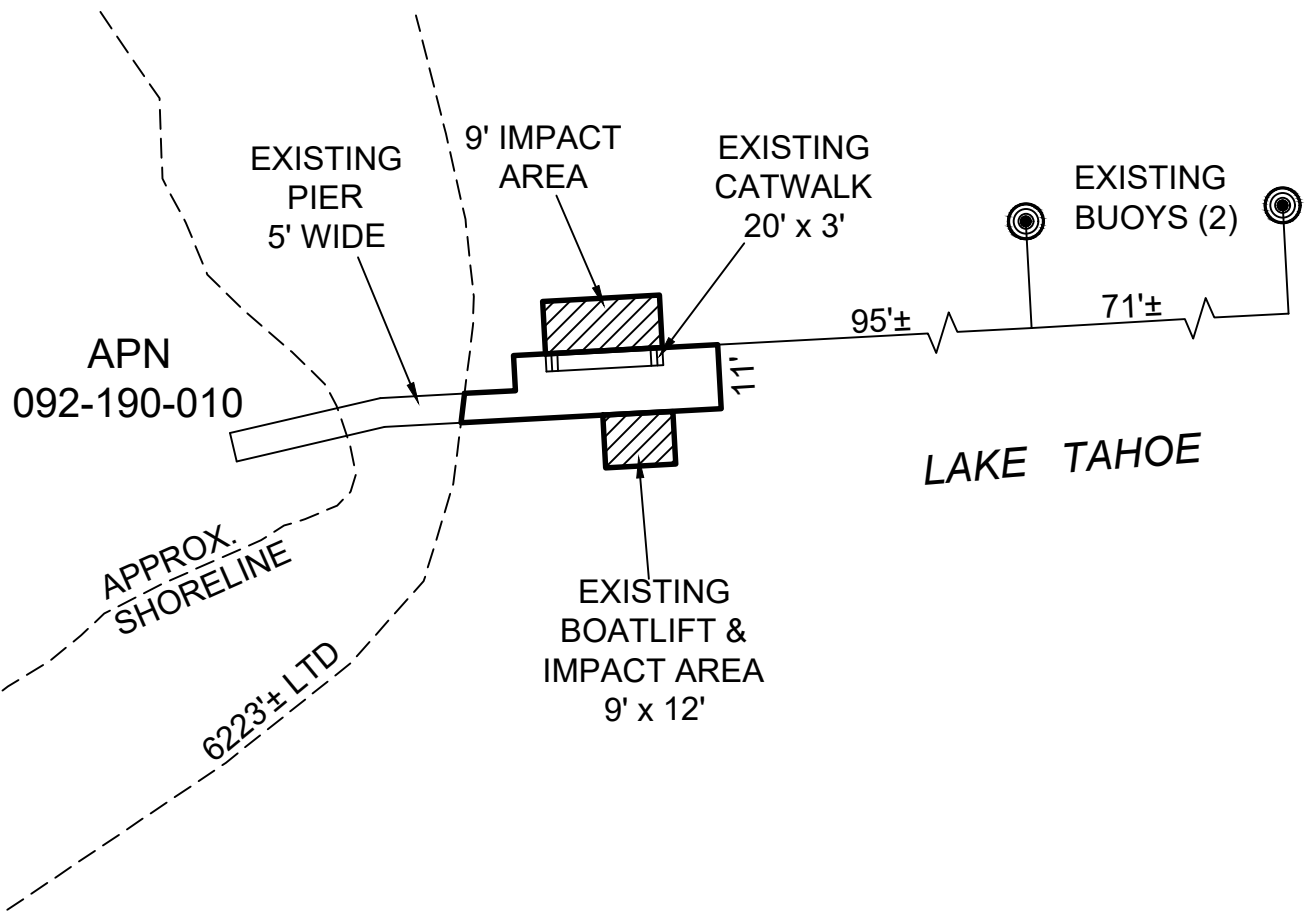 EXISTING
PIER
5' WIDE
9' IMPACT
AREA
EXISTING
CATWALK
20' x 3'
EXISTING
BUOYS (2)
95'±
71'±
11'
APN
092-190-010
LAKE TAHOE
APPROX.
SHORELINE
6223'± LTD
EXISTING
BOATLIFT &
IMPACT AREA
9' x 12'